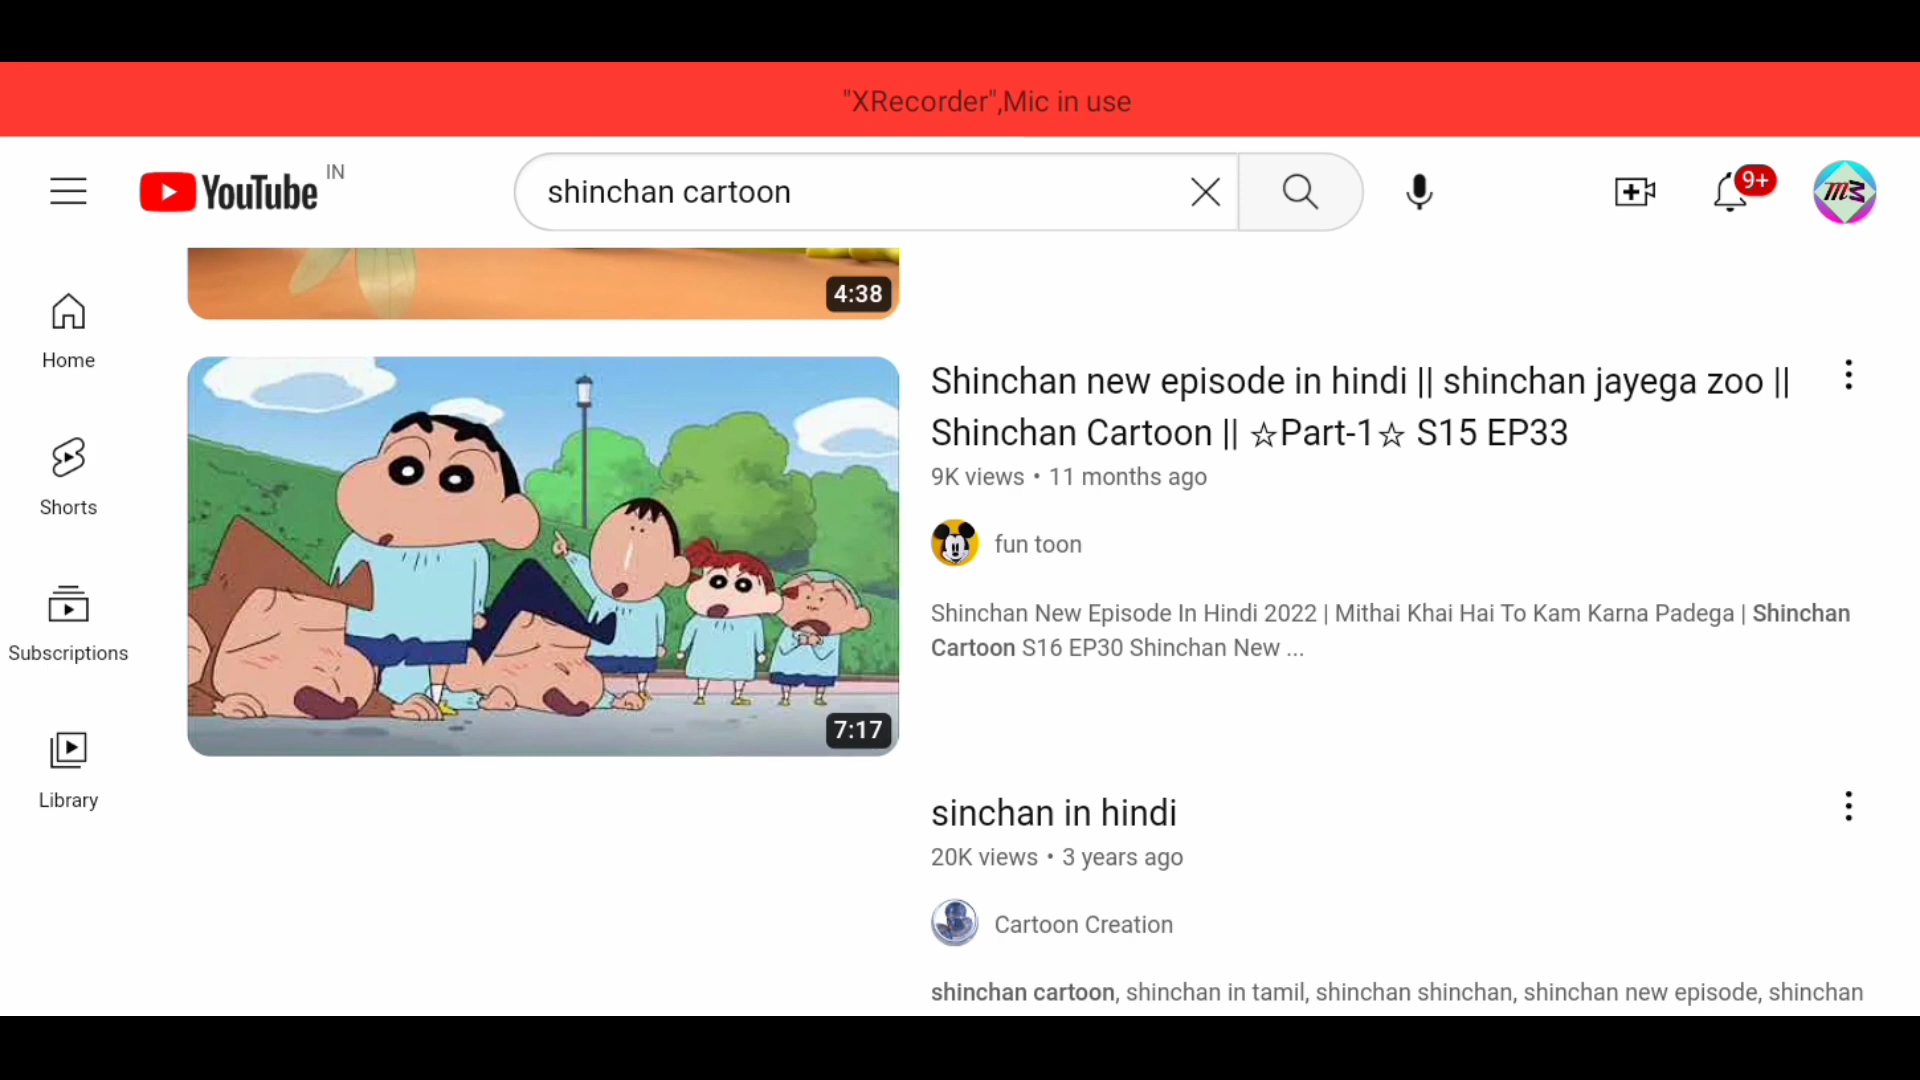 "XRecorder",Mic in use
YouTube IN
shinchan cartoon
9+
Home
Shorts
Subscriptions
Library
4:38
7:17
Shinchan new episode in hindi || shinchan jayega zoo ||
Shinchan Cartoon || ☆Part-1☆ S15 EP33
9K views • 11 months ago
fun toon
Shinchan New Episode In Hindi 2022 | Mithai Khai Hai To Kam Karna Padega | Shinchan
Cartoon S16 EP30 Shinchan New ...
sinchan in hindi
20K views • 3 years ago
Cartoon Creation
shinchan cartoon, shinchan in tamil, shinchan shinchan, shinchan new episode, shinchan